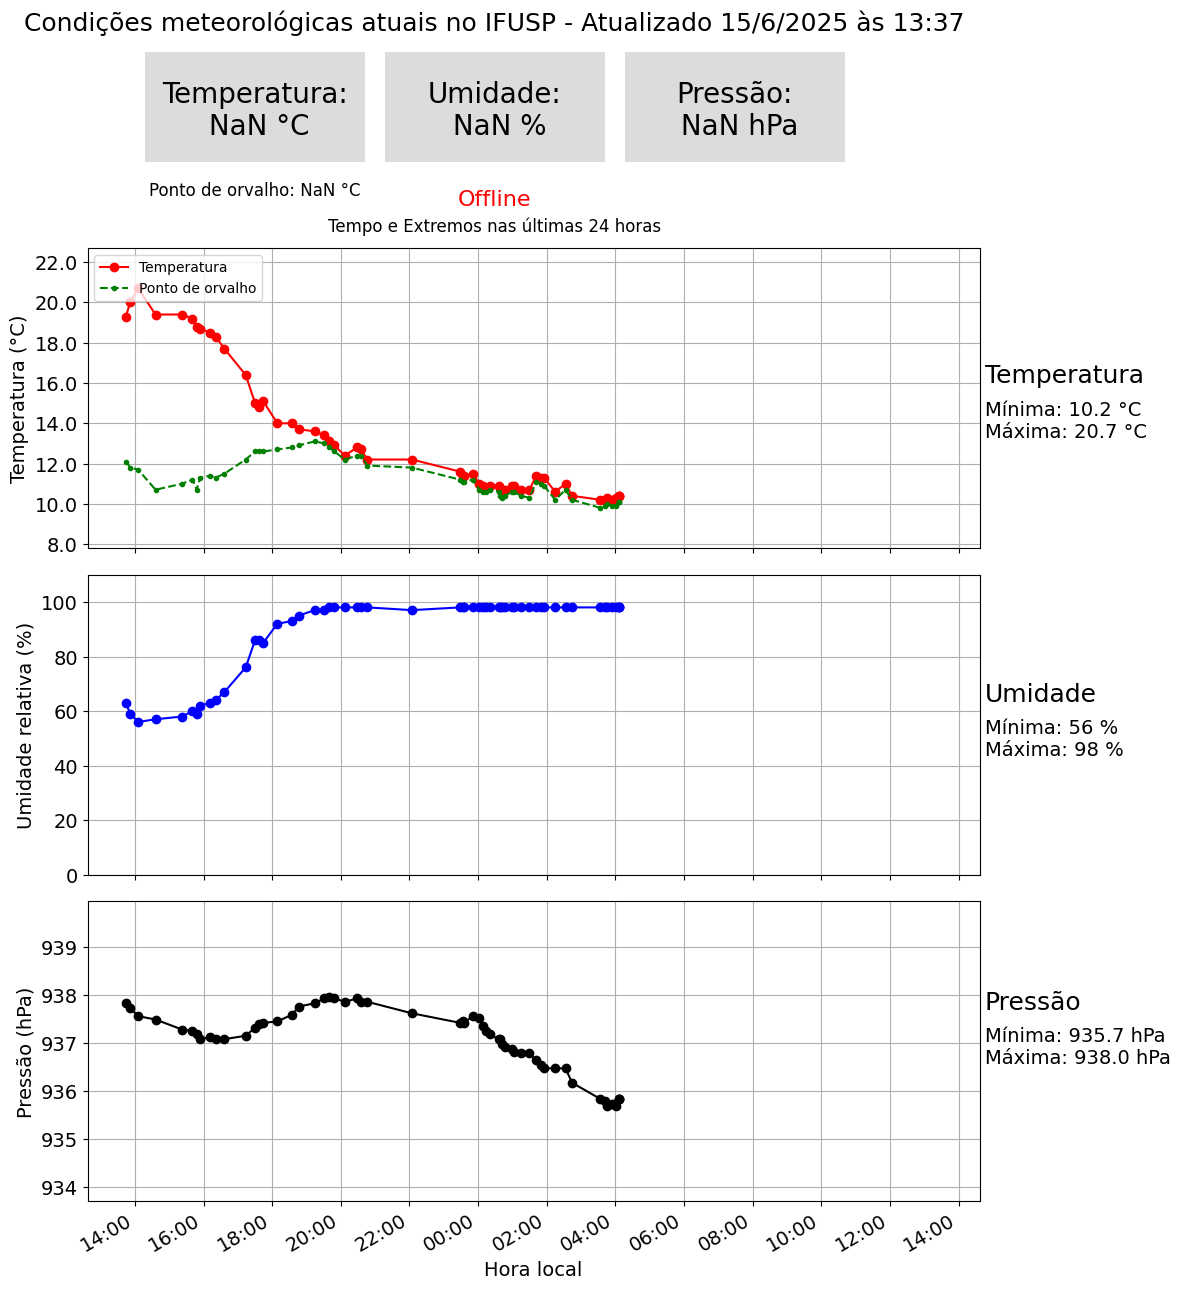 Condições meteorológicas atuais no IFUSP - Atualizado 15/6/2025 às 13:37
Temperatura:
NaN °C
Umidade:
NaN %
Pressão:
NaN hPa
Ponto de orvalho: NaN °C
Offline
Tempo e Extremos nas últimas 24 horas
Temperatura (°C)
22.0
20.0
18.0
16.0
14.0
12.0
10.0
8.0
Temperatura
Ponto de orvalho
Temperatura
Mínima: 10.2 °C
Máxima: 20.7 °C
Umidade relativa (%)
100
80
60
40
20
0
Umidade
Mínima: 56 %
Máxima: 98 %
Pressão (hPa)
939
938
937
936
935
934
Pressão
Mínima: 935.7 hPa
Máxima: 938.0 hPa
14:00
16:00
18:00
20:00
22:00
00:00
02:00
04:00
06:00
08:00
10:00
12:00
14:00
Hora local